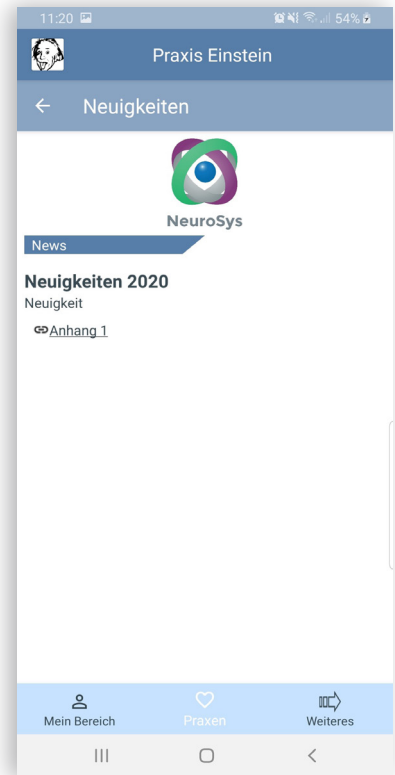 11:20 54%
Praxis Einstein
Neuigkeiten
NeuroSys
News
Neuigkeiten 2020
Neuigkeit
Anhang 1
Mein Bereich Praxen Weiteres